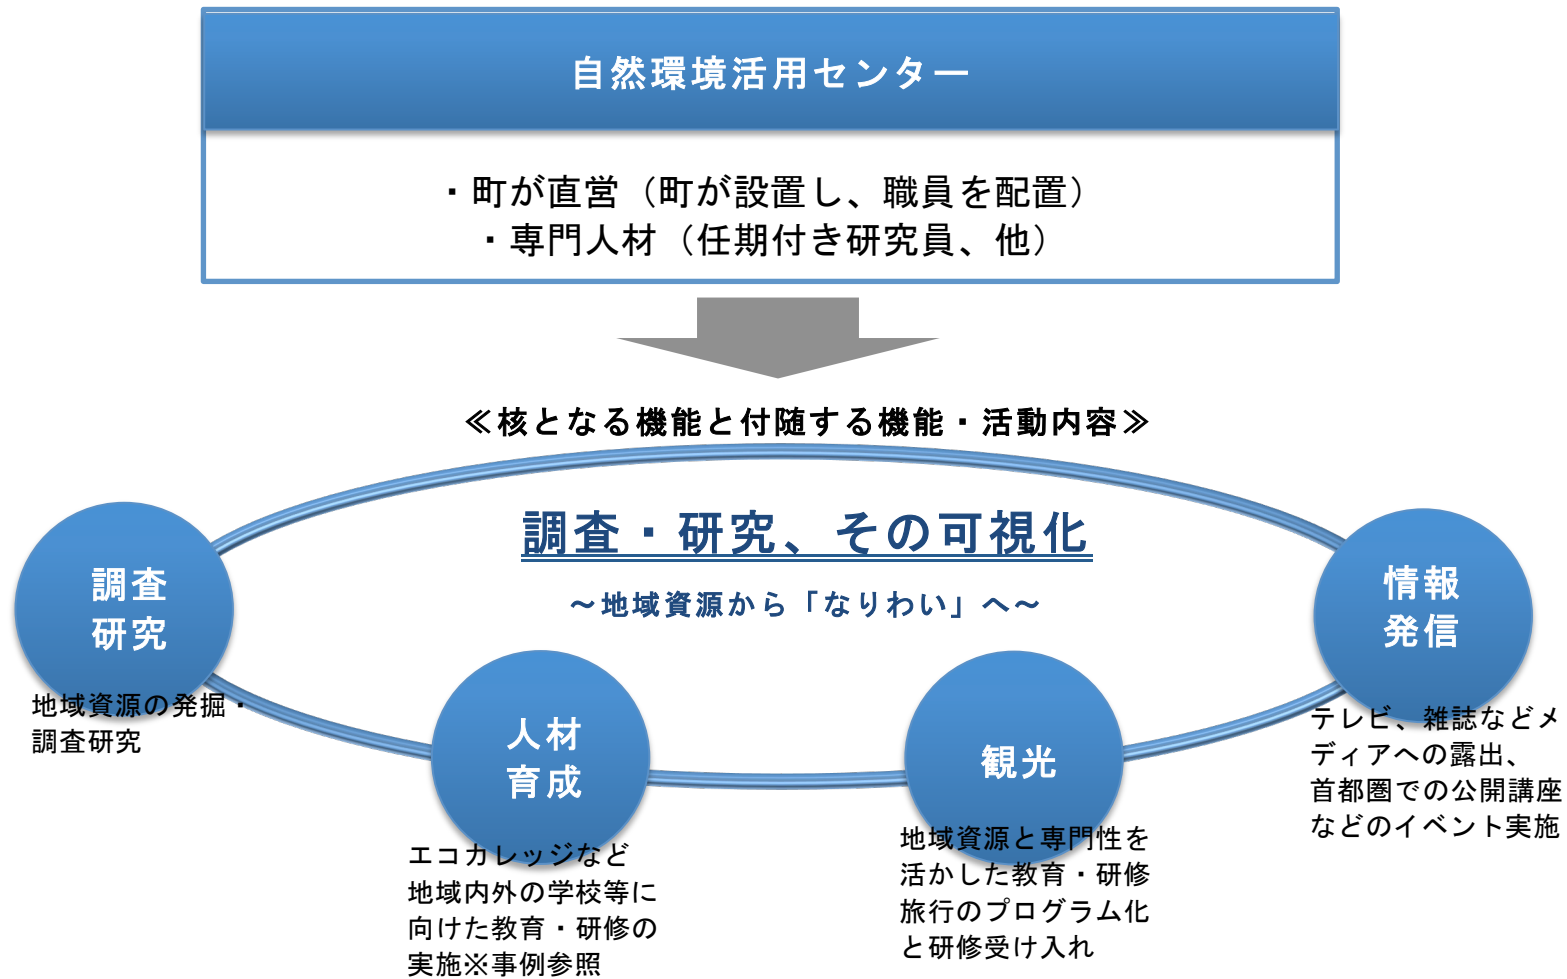 自然環境活用センター
・町が直営（町が設置し、職員を配置）
・専門人材（任期付き研究員、他）
≪核となる機能と付随する機能・活動内容≫
調査・研究、その可視化
～地域資源から「なりわい」へ～
調査
研究
地域資源の発掘・
調査研究
人材
育成
エコカレッジなど
地域内外の学校等に
向けた教育・研修の
実施※事例参照
観光
地域資源と専門性を
活かした教育・研修
旅行のプログラム化
と研修受け入れ
情報
発信
テレビ、雑誌などメ
ディアへの露出、
首都圏での公開講座
などのイベント実施